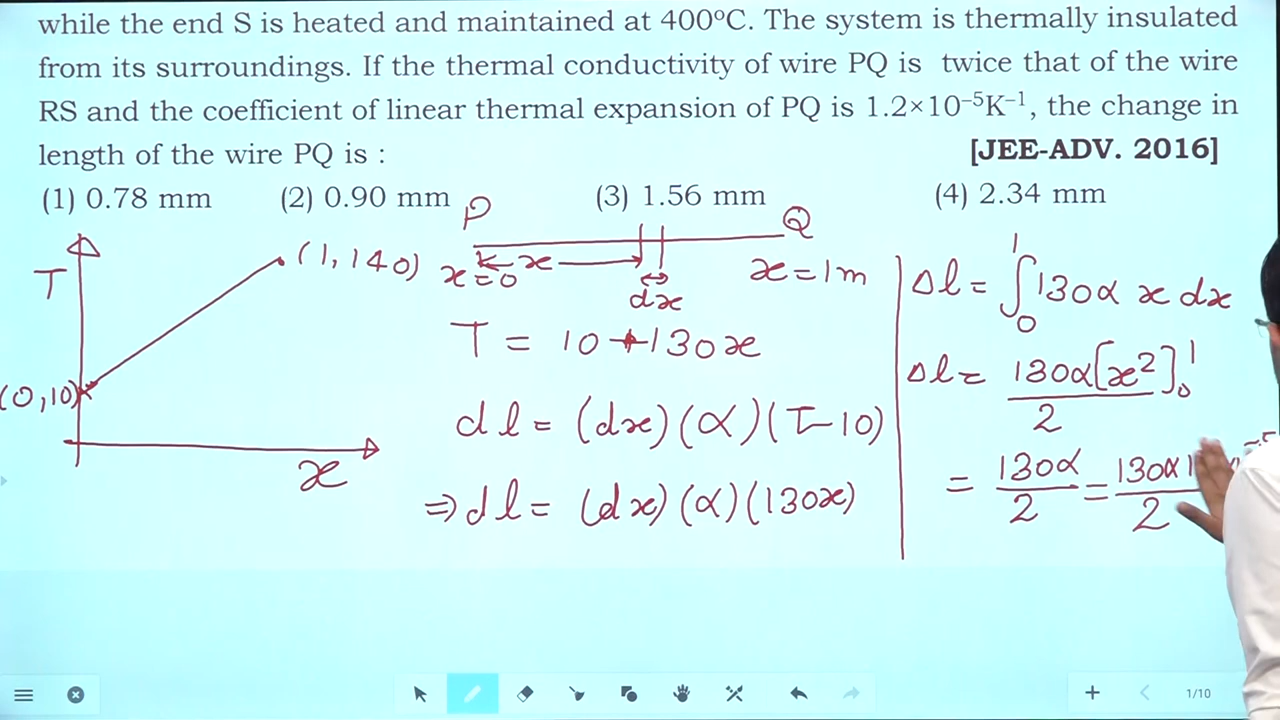 while the end S is heated and maintained at 400ºC. The system is thermally insulated
from its surroundings. If the thermal conductivity of wire PQ is twice that of the wire
RS and the coefficient of linear thermal expansion of PQ is 1.2×10⁻⁵K⁻¹, the change in
length of the wire PQ is :
[JEE-ADV. 2016]
(1) 0.78 mm (2) 0.90 mm (3) 1.56 mm (4) 2.34 mm
T
(1,140)
(0,10)
x
P Q
x
x=0 x=1m
dx
T = 10+130x
dl = (dx)(α)(T-10)
⇒dl = (dx)(α)(130x)
Δl = ∫₀¹ 130α x dx
Δl = 130α[x²]₀¹ / 2
= 130α/2 = 130×1
2
1/10